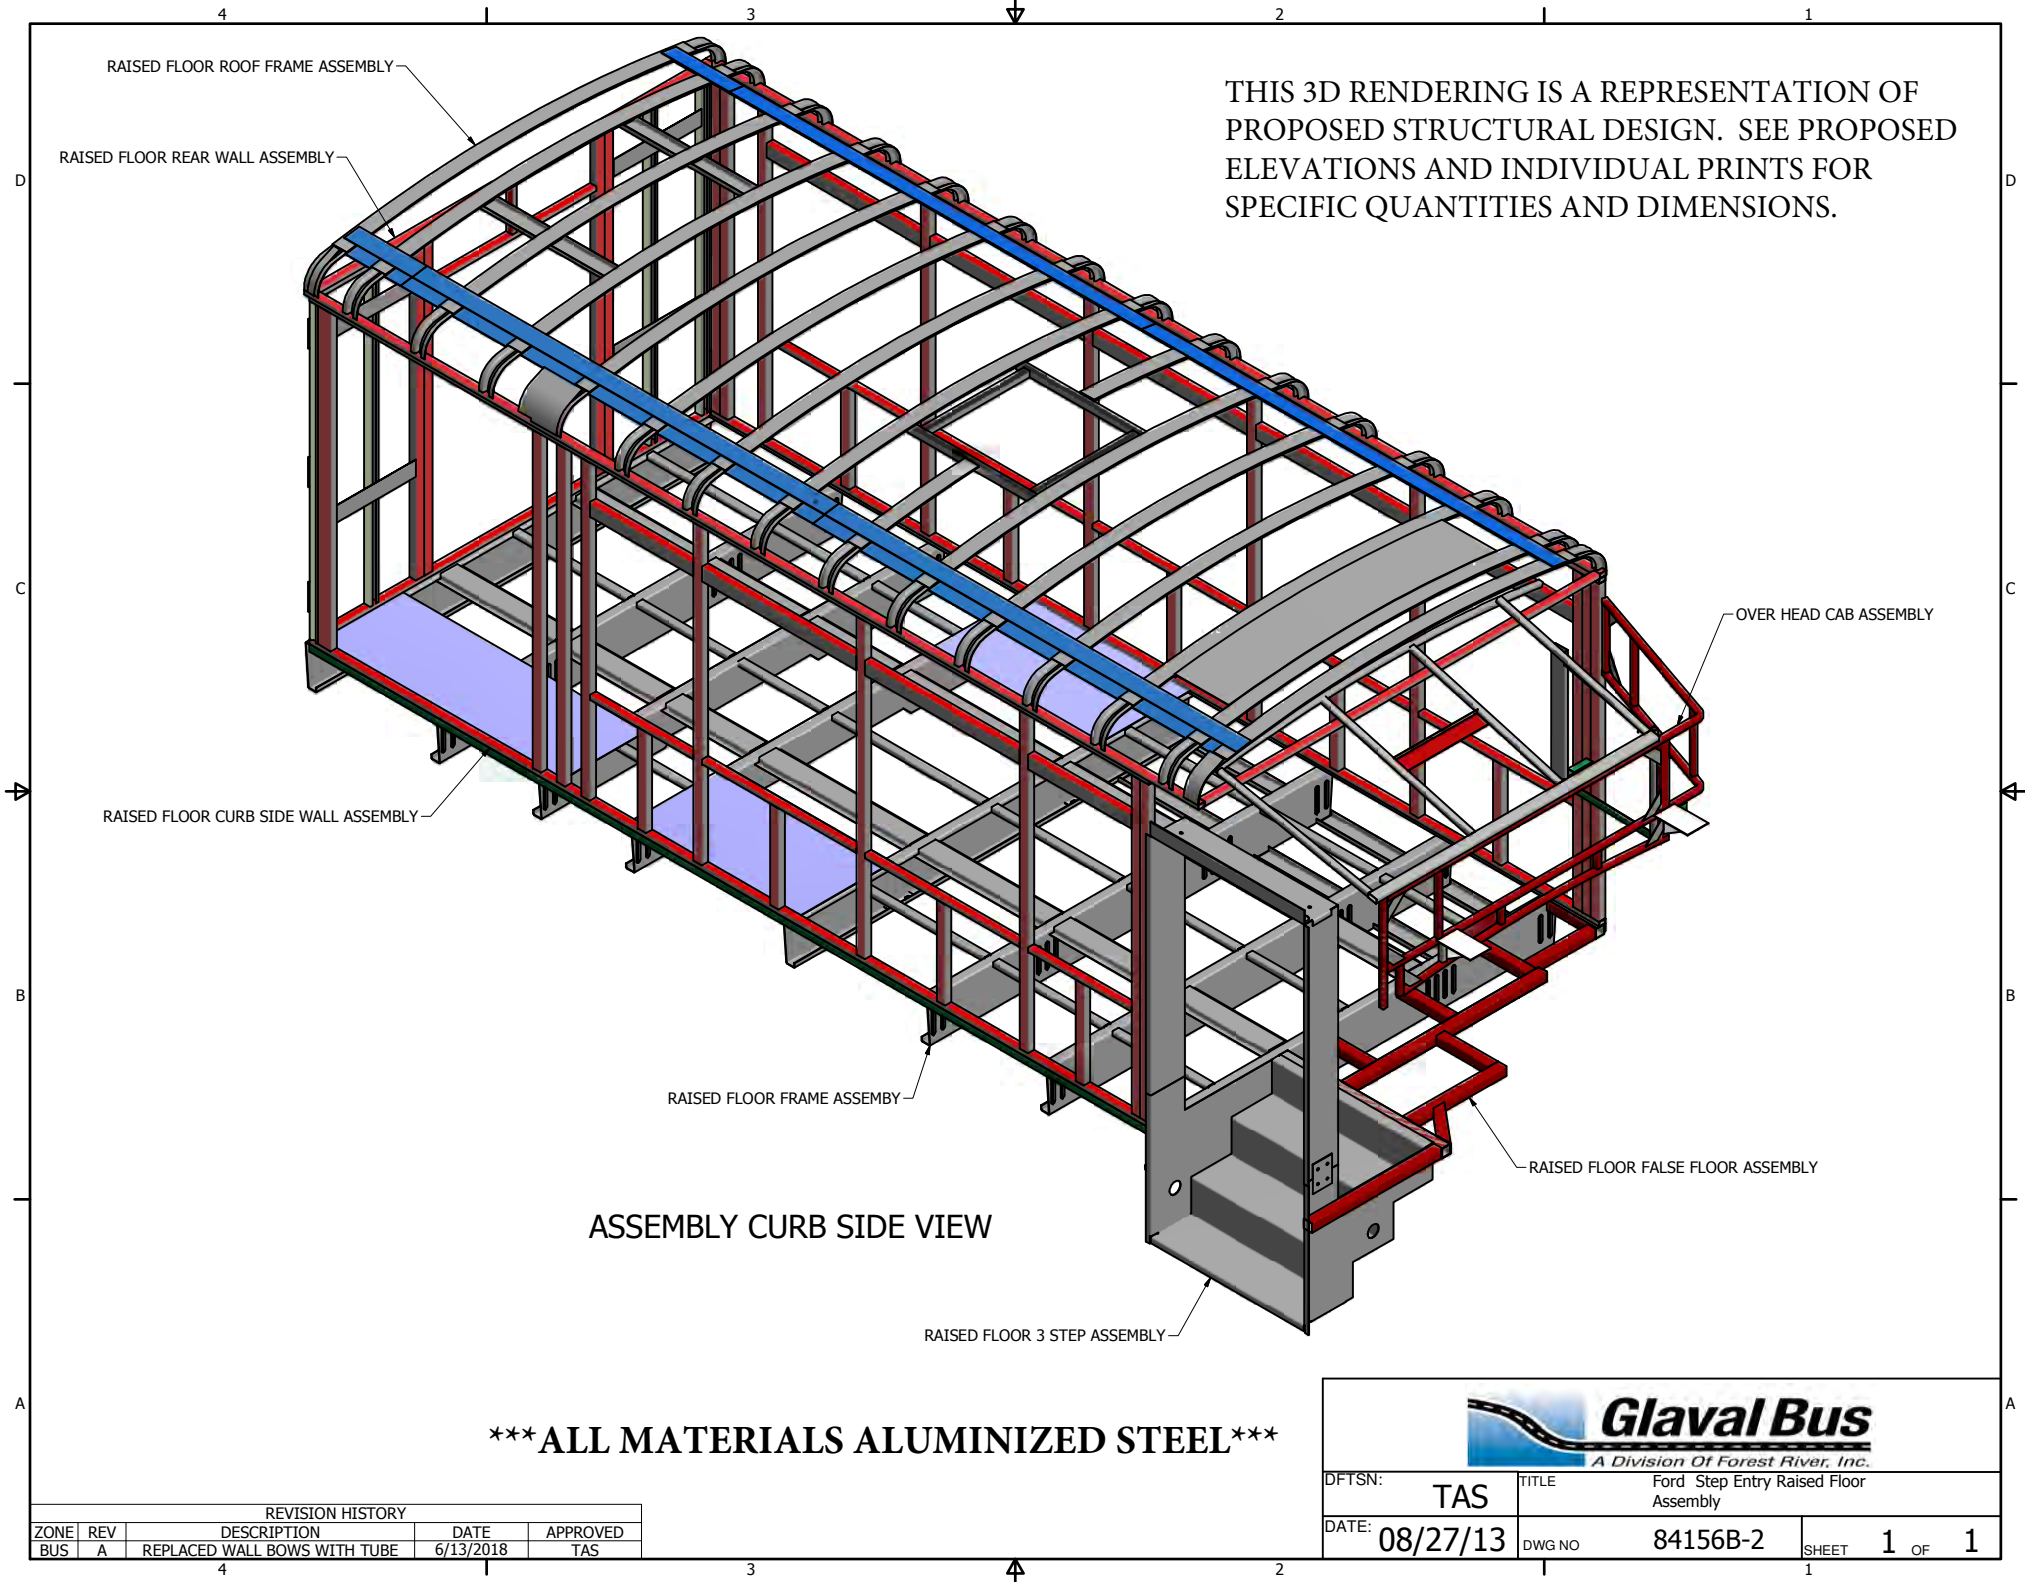 4 3 2 1
RAISED FLOOR ROOF FRAME ASSEMBLY
RAISED FLOOR REAR WALL ASSEMBLY
THIS 3D RENDERING IS A REPRESENTATION OF
PROPOSED STRUCTURAL DESIGN. SEE PROPOSED
ELEVATIONS AND INDIVIDUAL PRINTS FOR
SPECIFIC QUANTITIES AND DIMENSIONS.
D D
C C
OVER HEAD CAB ASSEMBLY
RAISED FLOOR CURB SIDE WALL ASSEMBLY
B B
RAISED FLOOR FRAME ASSEMBY
RAISED FLOOR FALSE FLOOR ASSEMBLY
ASSEMBLY CURB SIDE VIEW
RAISED FLOOR 3 STEP ASSEMBLY
A A
***ALL MATERIALS ALUMINIZED STEEL***
Glaval Bus
A Division Of Forest River, Inc.
DFTSN: TAS
TITLE Ford Step Entry Raised Floor
Assembly
DATE: 08/27/13
DWG NO 84156B-2
SHEET 1 OF 1
REVISION HISTORY
ZONE REV DESCRIPTION DATE APPROVED
BUS A REPLACED WALL BOWS WITH TUBE 6/13/2018 TAS
4 3 2 1